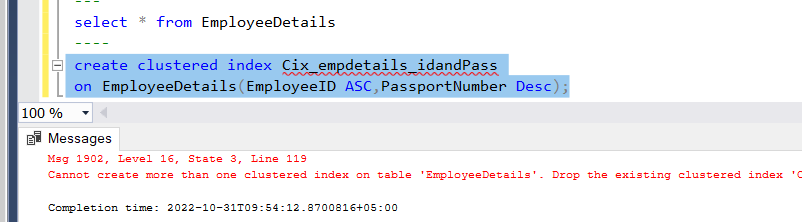 ---
select * from EmployeeDetails
----
create clustered index Cix_empdetails_idandPass
on EmployeeDetails(EmployeeID ASC,PassportNumber Desc);
100 %
Messages
Msg 1902, Level 16, State 3, Line 119
Cannot create more than one clustered index on table 'EmployeeDetails'. Drop the existing clustered index 'C
Completion time: 2022-10-31T09:54:12.8700816+05:00